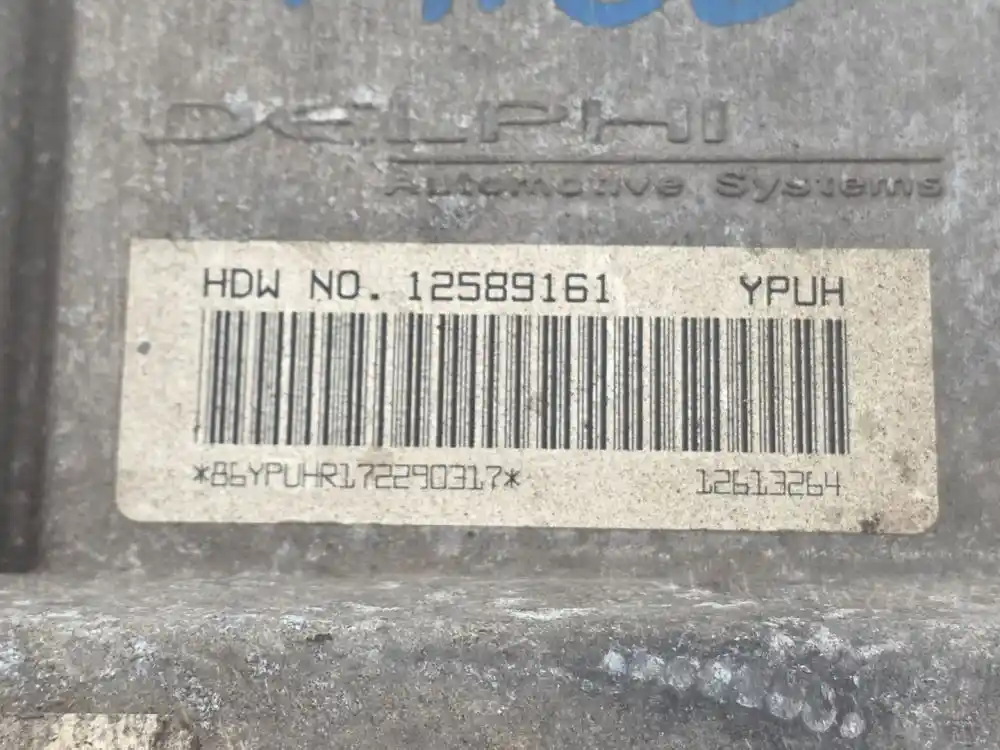 DELPHI
Automotive Systems
HDW NO. 12589161 YPUH
*86YPUHR172290317* 12613264